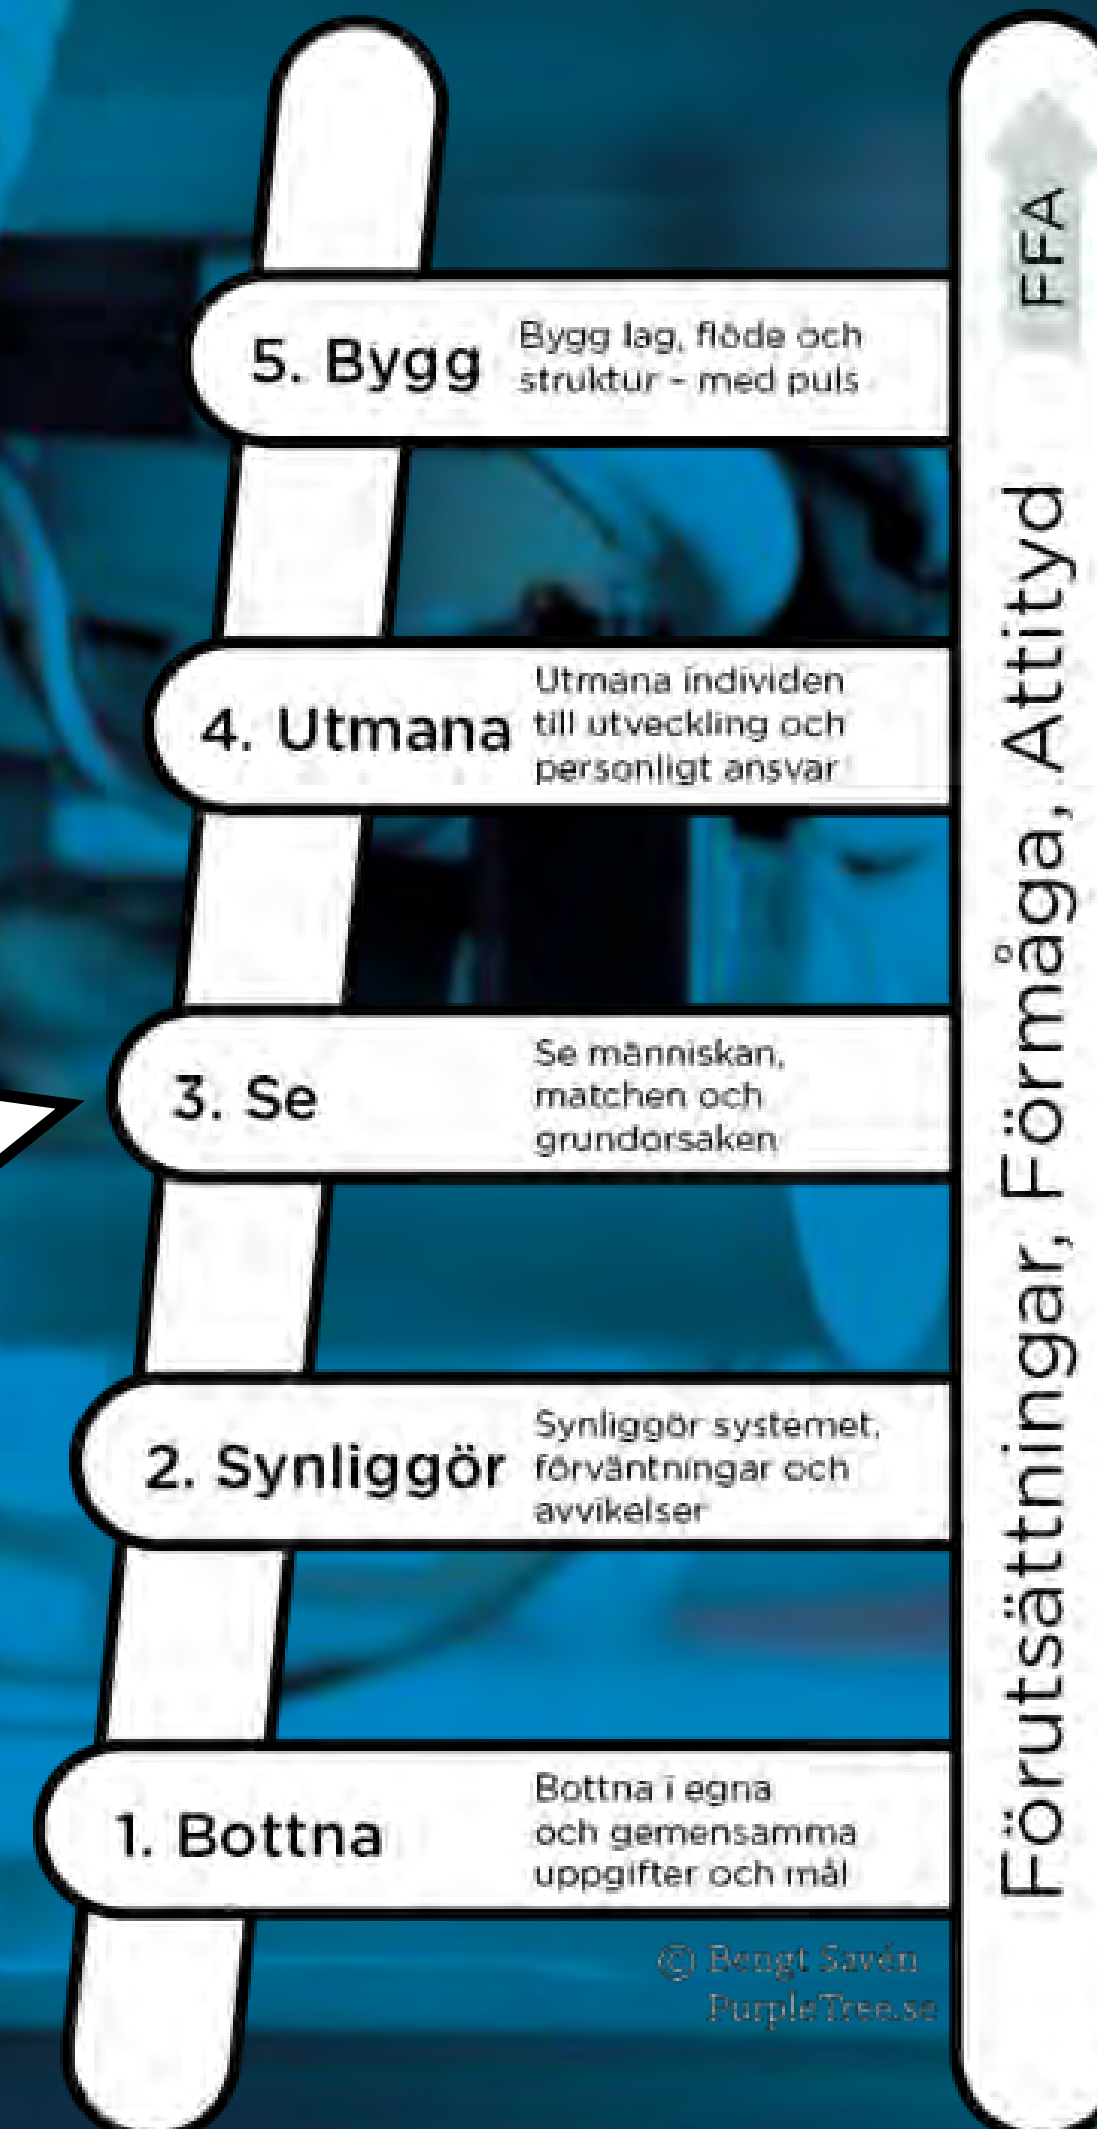 5. Bygg
Bygg lag, flöde och
struktur – med puls
4. Utmana
Utmana individen
till utveckling och
personligt ansvar
3. Se
Se människan,
matchen och
grundorsaken
2. Synliggör
Synliggör systemet,
förväntningar och
avvikelser
1. Bottna
Bottna i egna
och gemensamma
uppgifter och mål
Förutsättningar, Förmåga, Attityd
FFA
© Bengt Savén
PurpleTree.se